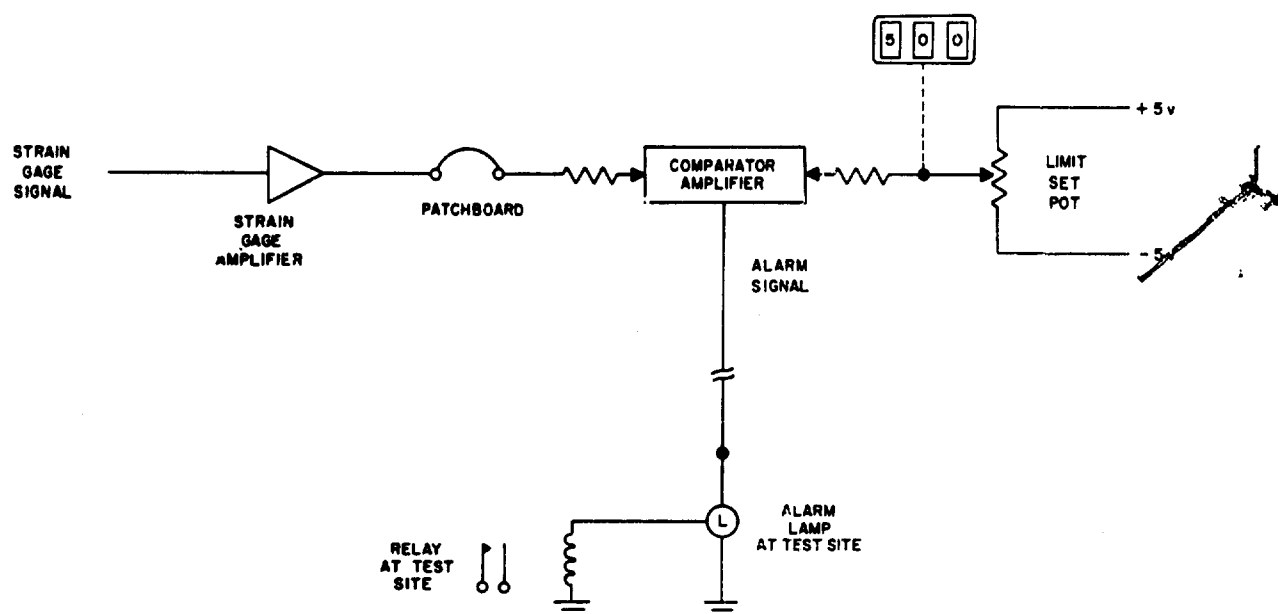 5 0 0
+ 5 v
STRAIN
GAGE
SIGNAL
COMPARATOR
AMPLIFIER
LIMIT
SET
POT
PATCHBOARD
STRAIN
GAGE
AMPLIFIER
- 5
ALARM
SIGNAL
L
ALARM
LAMP
AT TEST SITE
RELAY
AT TEST
SITE